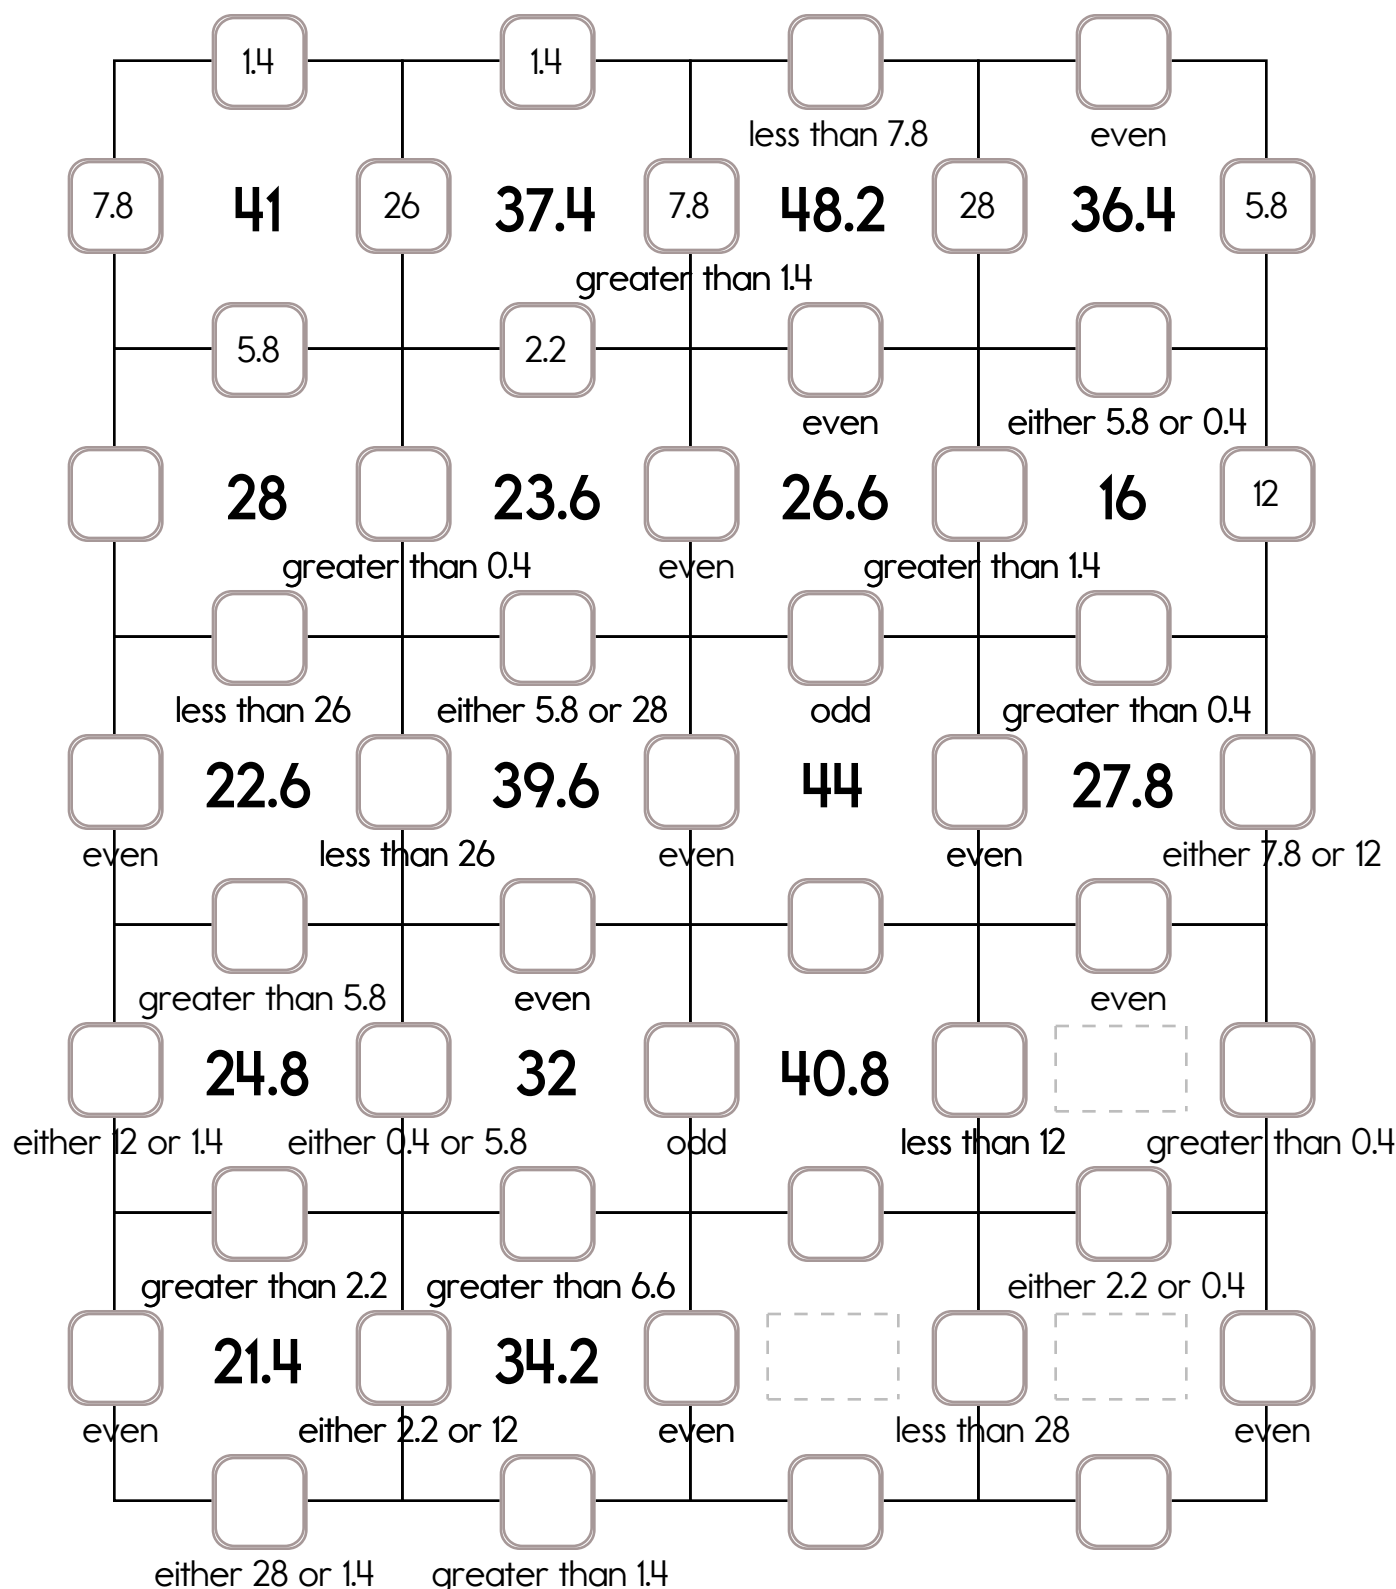 1.4 1.4
less than 7.8 even
7.8 41 26 37.4 7.8 48.2 28 36.4 5.8
greater than 1.4
5.8 2.2
even either 5.8 or 0.4
28 23.6 26.6 16 12
greater than 0.4 even greater than 1.4
less than 26 either 5.8 or 28 odd greater than 0.4
22.6 39.6 44 27.8
even less than 26 even even either 7.8 or 12
greater than 5.8 even even
24.8 32 40.8
either 12 or 1.4 either 0.4 or 5.8 odd less than 12 greater than 0.4
greater than 2.2 greater than 6.6 either 2.2 or 0.4
21.4 34.2
even either 2.2 or 12 even less than 28 even
either 28 or 1.4 greater than 1.4